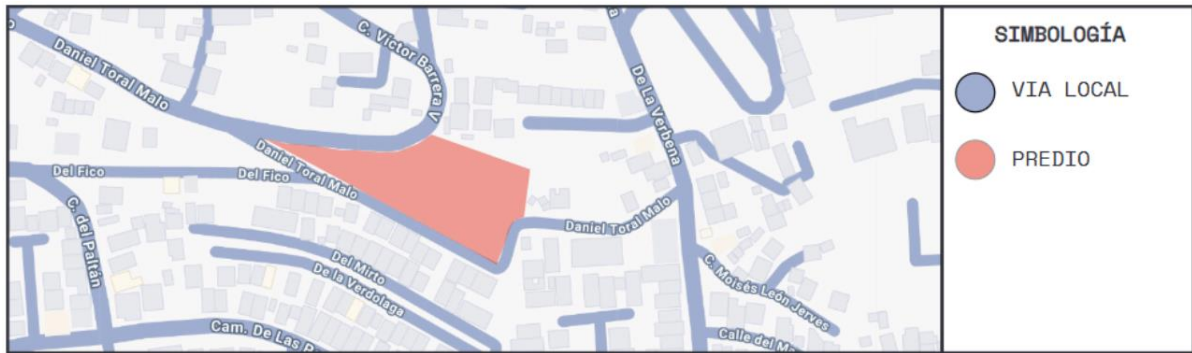 Daniel Toral Malo
C. Víctor Barrera V
De La Verbena
Daniel Toral Malo
Del Fico
Del Fico
C. del Paltán
Daniel Toral Malo
Del Mirto
De la Verdolaga
C. Moisés León Jerves
Cam. De Las
Calle del
SIMBOLOGÍA
VIA LOCAL
PREDIO